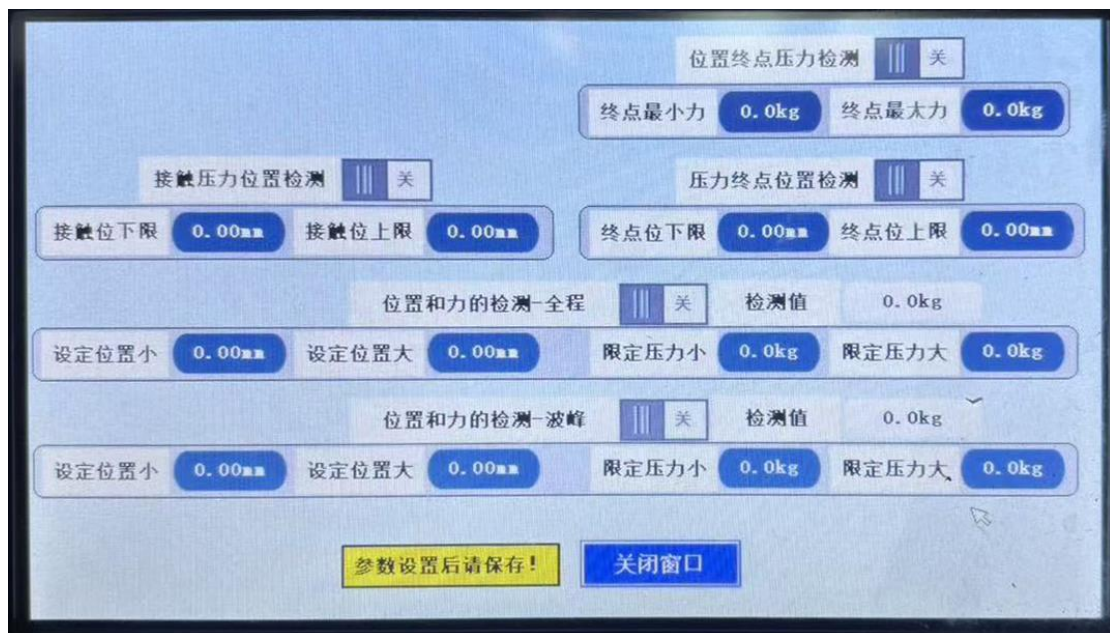 位置终点压力检测 关
终点最小力 0.0kg 终点最大力 0.0kg
接触压力位置检测 关 压力终点位置检测 关
接触位下限 0.00mm 接触位上限 0.00mm 终点位下限 0.00mm 终点位上限 0.00mm
位置和力的检测-全程 关 检测值 0.0kg
设定位置小 0.00mm 设定位置大 0.00mm 限定压力小 0.0kg 限定压力大 0.0kg
位置和力的检测-波峰 关 检测值 0.0kg
设定位置小 0.00mm 设定位置大 0.00mm 限定压力小 0.0kg 限定压力大 0.0kg
参数设置后请保存! 关闭窗口